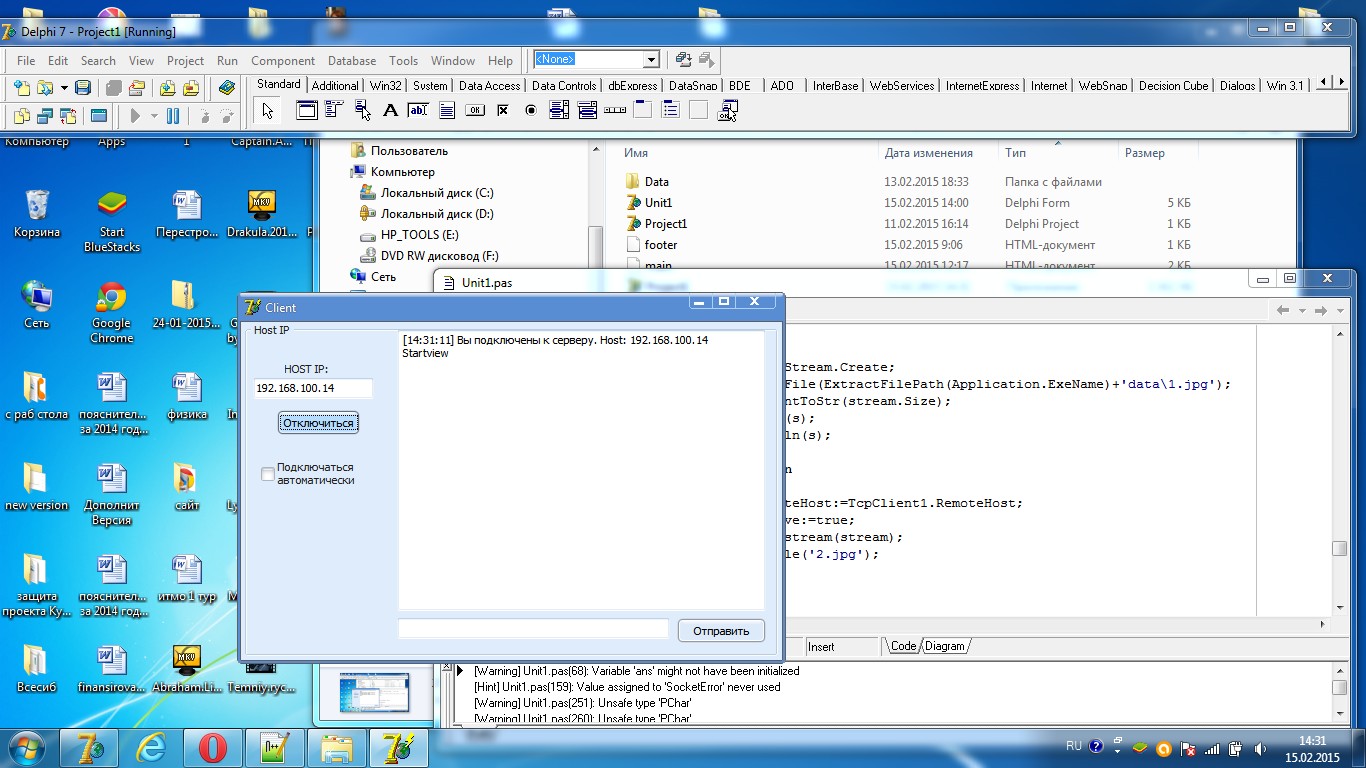 Delphi 7 - Project1 [Running]
File Edit Search View Project Run Component Database Tools Window Help
<None>
Standard Additional Win32 System Data Access Data Controls dbExpress DataSnap BDE ADO InterBase WebServices InternetExpress Internet WebSnap Decision Cube Dialogs Win 3.1
Компьютер
Apps
1
Captain.A...
Корзина
Start BlueStacks
Перестро...
Drakula.201...
Сеть
Google Chrome
24-01-2015...
с раб стола
пояснител... за 2014 год...
физика
new version
Дополнит Версия
сайт
защита проекта Ку...
пояснител... за 2014 год...
итмо 1 тур
Всесиб
finansirova...
Abraham.Li...
Temniy.ryc...
Пользователь
Компьютер
Локальный диск (C:)
Локальный диск (D:)
HP_TOOLS (E:)
DVD RW дисковод (F:)
Сеть
Имя Дата изменения Тип Размер
Data 13.02.2015 18:33 Папка с файлами
Unit1 15.02.2015 14:00 Delphi Form 5 КБ
Project1 11.02.2015 16:14 Delphi Project 1 КБ
footer 15.02.2015 9:06 HTML-документ 1 КБ
main 15.02.2015 12:17 HTML-документ 2 КБ
Unit1.pas
Client
Host IP
HOST IP:
192.168.100.14
Отключиться
Подключаться
автоматически
[14:31:11] Вы подключены к серверу. Host: 192.168.100.14
Startview
Отправить
Stream.Create;
File(ExtractFilePath(Application.ExeName)+'data\1.jpg');
ntToStr(stream.Size);
(s);
ln(s);
n
teHost:=TcpClient1.RemoteHost;
ve:=true;
stream(stream);
le('2.jpg');
Insert
Code Diagram
[Warning] Unit1.pas(68): Variable 'ans' might not have been initialized
[Hint] Unit1.pas(159): Value assigned to 'SocketError' never used
[Warning] Unit1.pas(251): Unsafe type 'PChar'
[Warning] Unit1.pas(260): Unsafe type 'PChar'
RU
14:31
15.02.2015